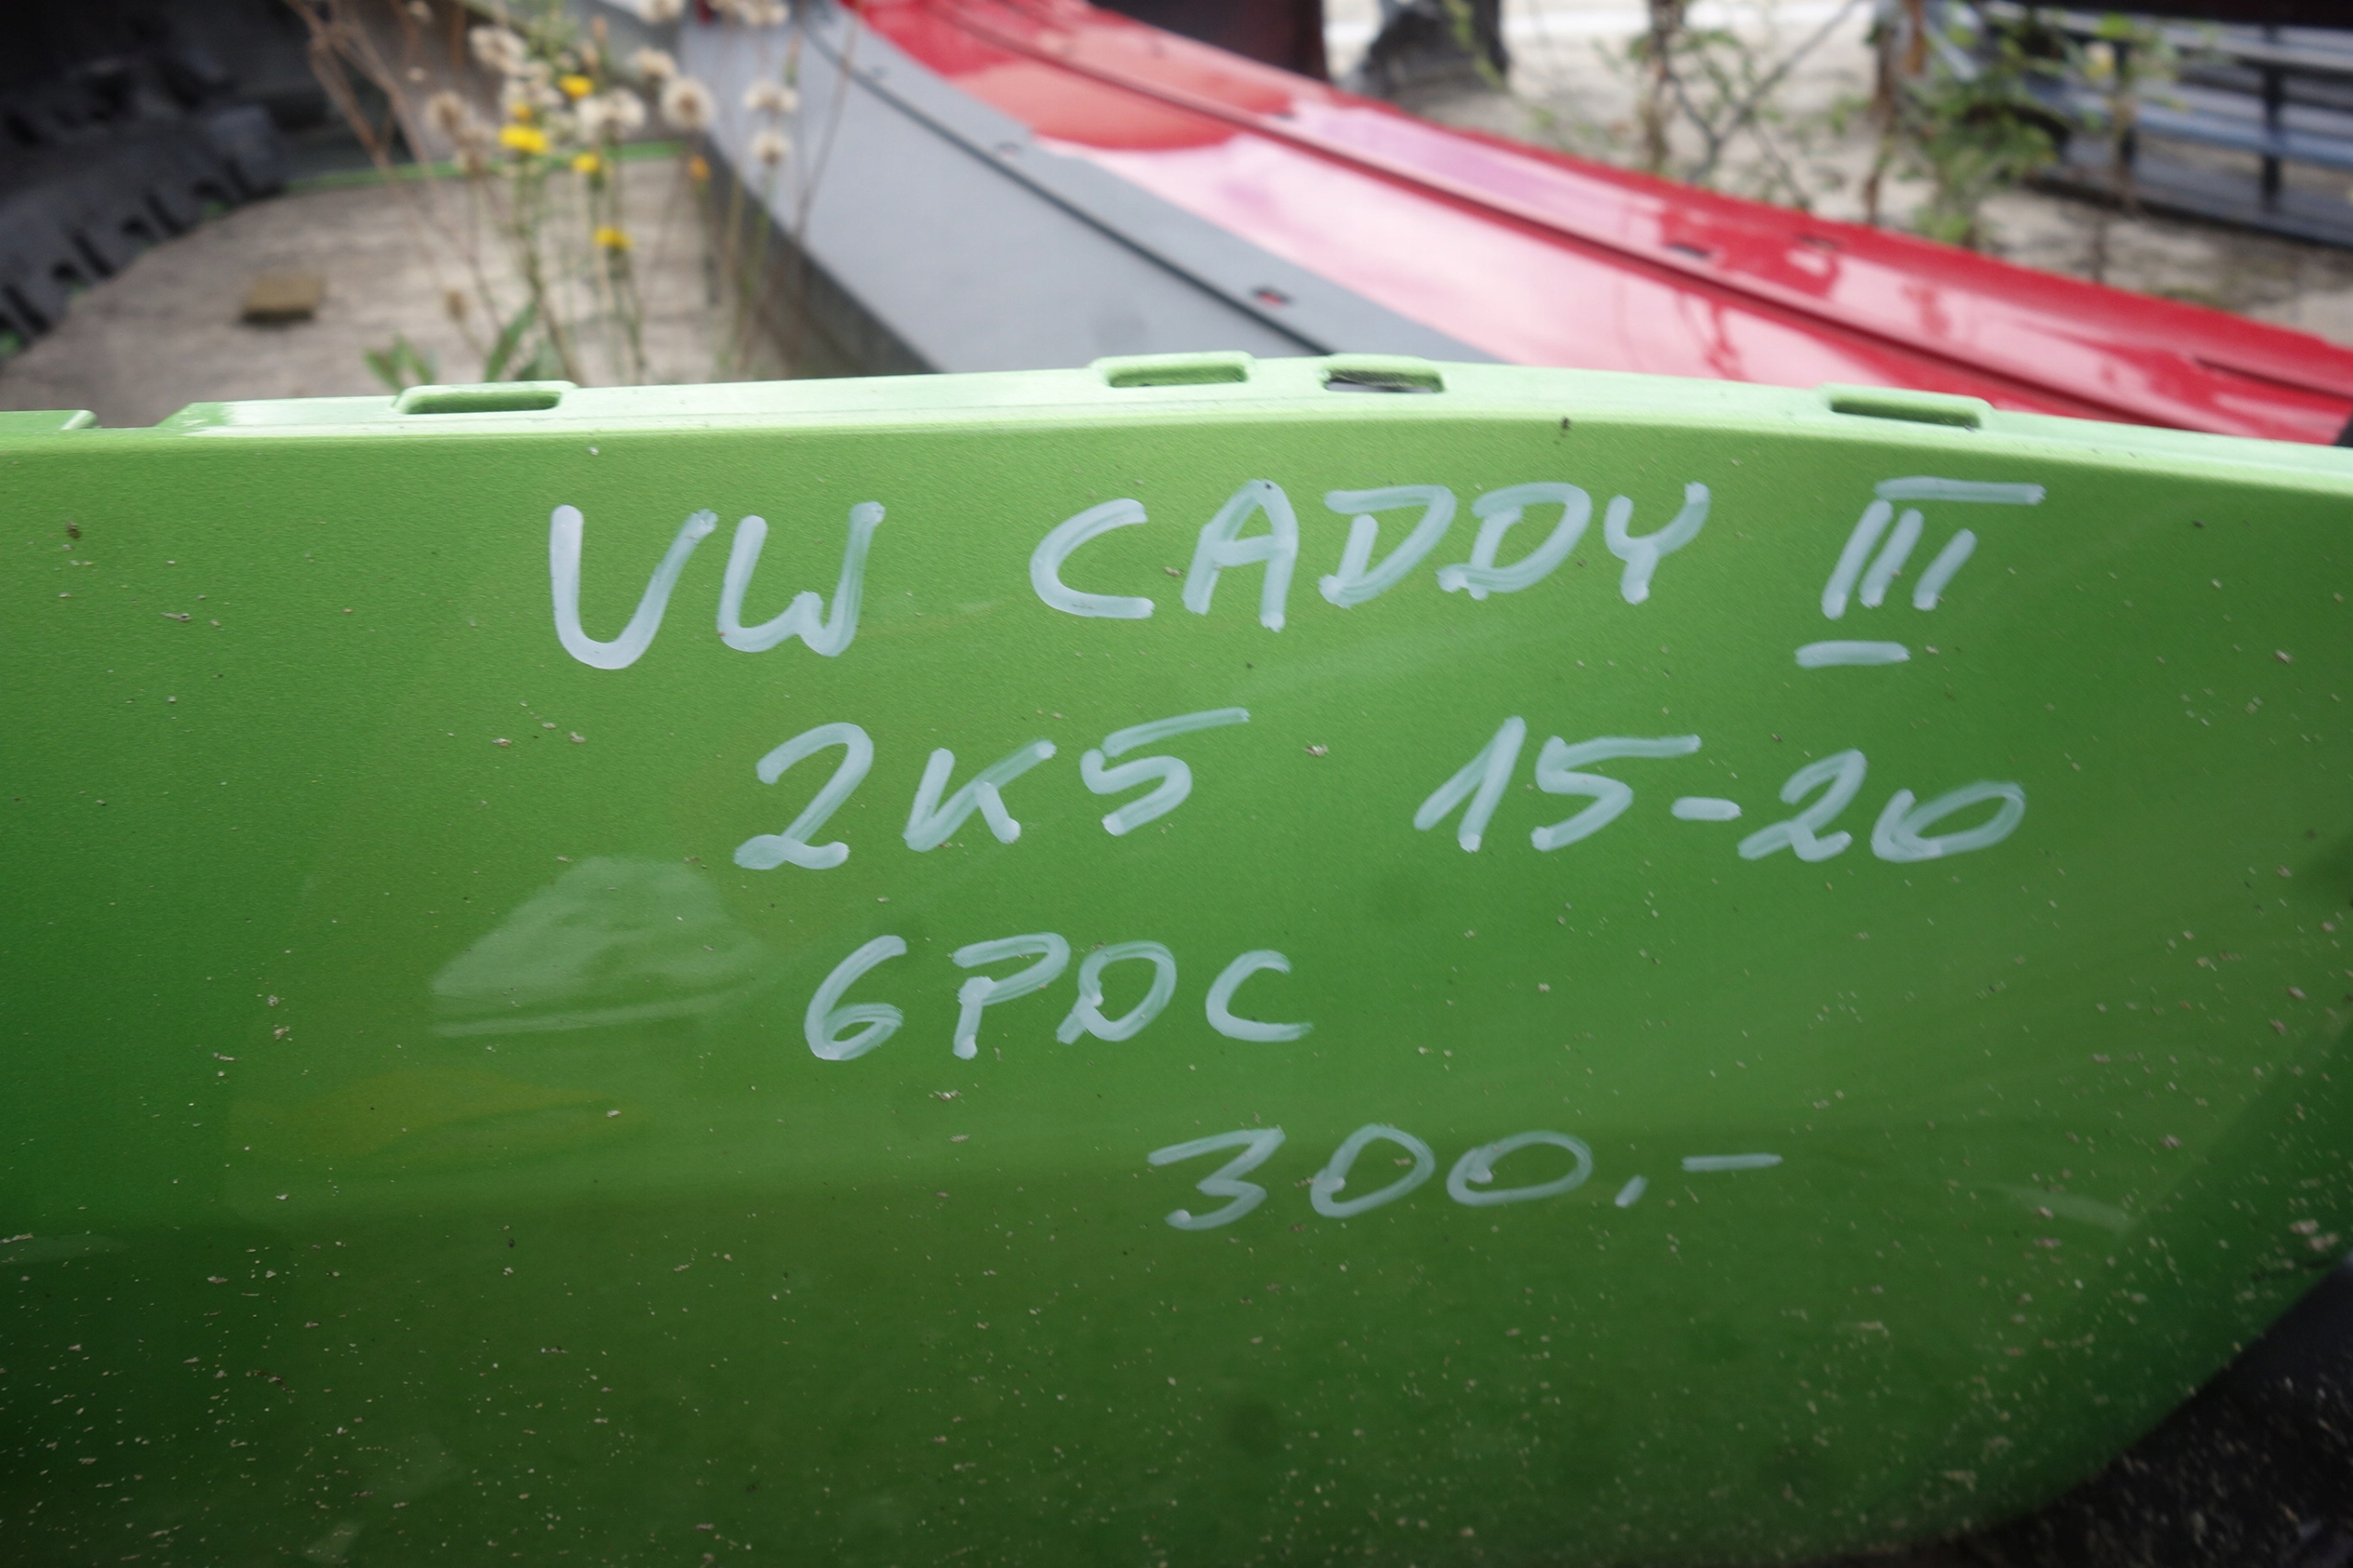 VW CADDY III
2K5 15-20
6PDC
300,-